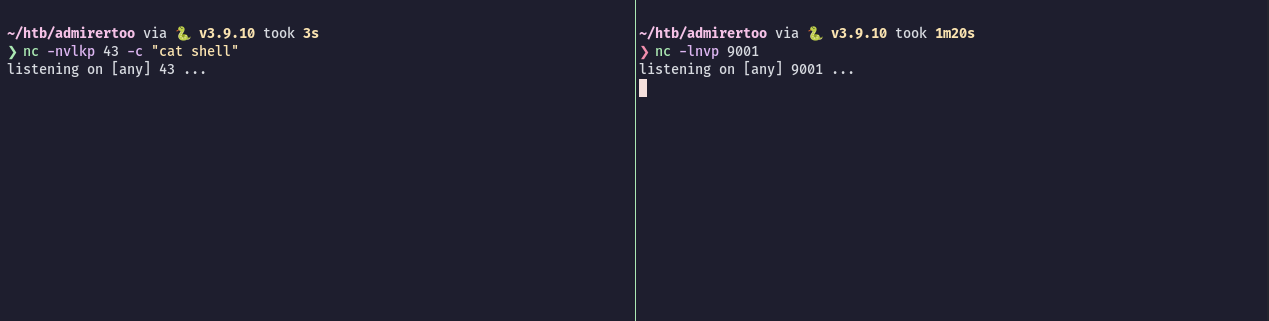 ~/htb/admirertoo via 🐍 v3.9.10 took 3s
❯ nc -nvlkp 43 -c "cat shell"
listening on [any] 43 ...
~/htb/admirertoo via 🐍 v3.9.10 took 1m20s
❯ nc -lnvp 9001
listening on [any] 9001 ...